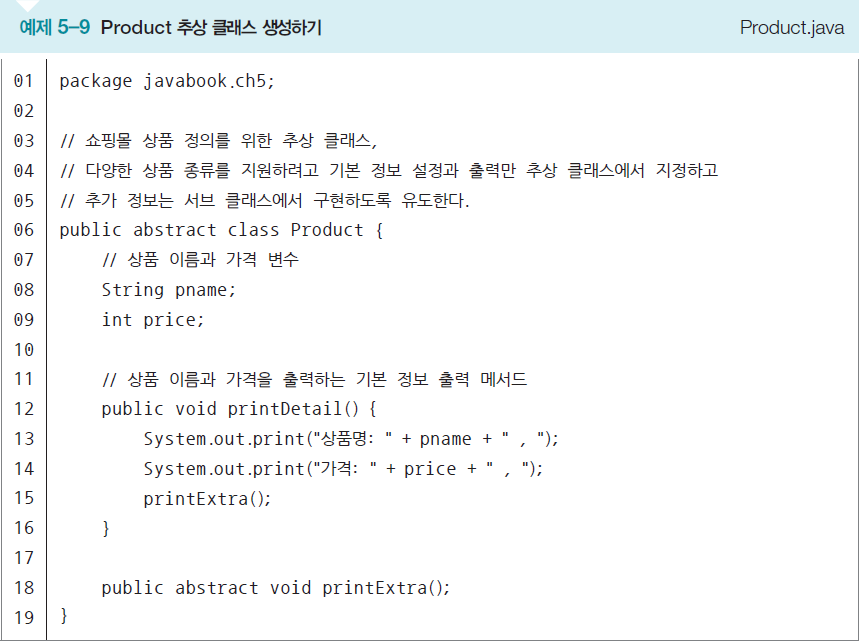 예제 5-9 Product 추상 클래스 생성하기 Product.java
01 package javabook.ch5;
02
03 // 쇼핑몰 상품 정의를 위한 추상 클래스,
04 // 다양한 상품 종류를 지원하려고 기본 정보 설정과 출력만 추상 클래스에서 지정하고
05 // 추가 정보는 서브 클래스에서 구현하도록 유도한다.
06 public abstract class Product {
07     // 상품 이름과 가격 변수
08     String pname;
09     int price;
10
11     // 상품 이름과 가격을 출력하는 기본 정보 출력 메서드
12     public void printDetail() {
13         System.out.print("상품명: " + pname + " , ");
14         System.out.print("가격: " + price + " , ");
15         printExtra();
16     }
17
18     public abstract void printExtra();
19 }